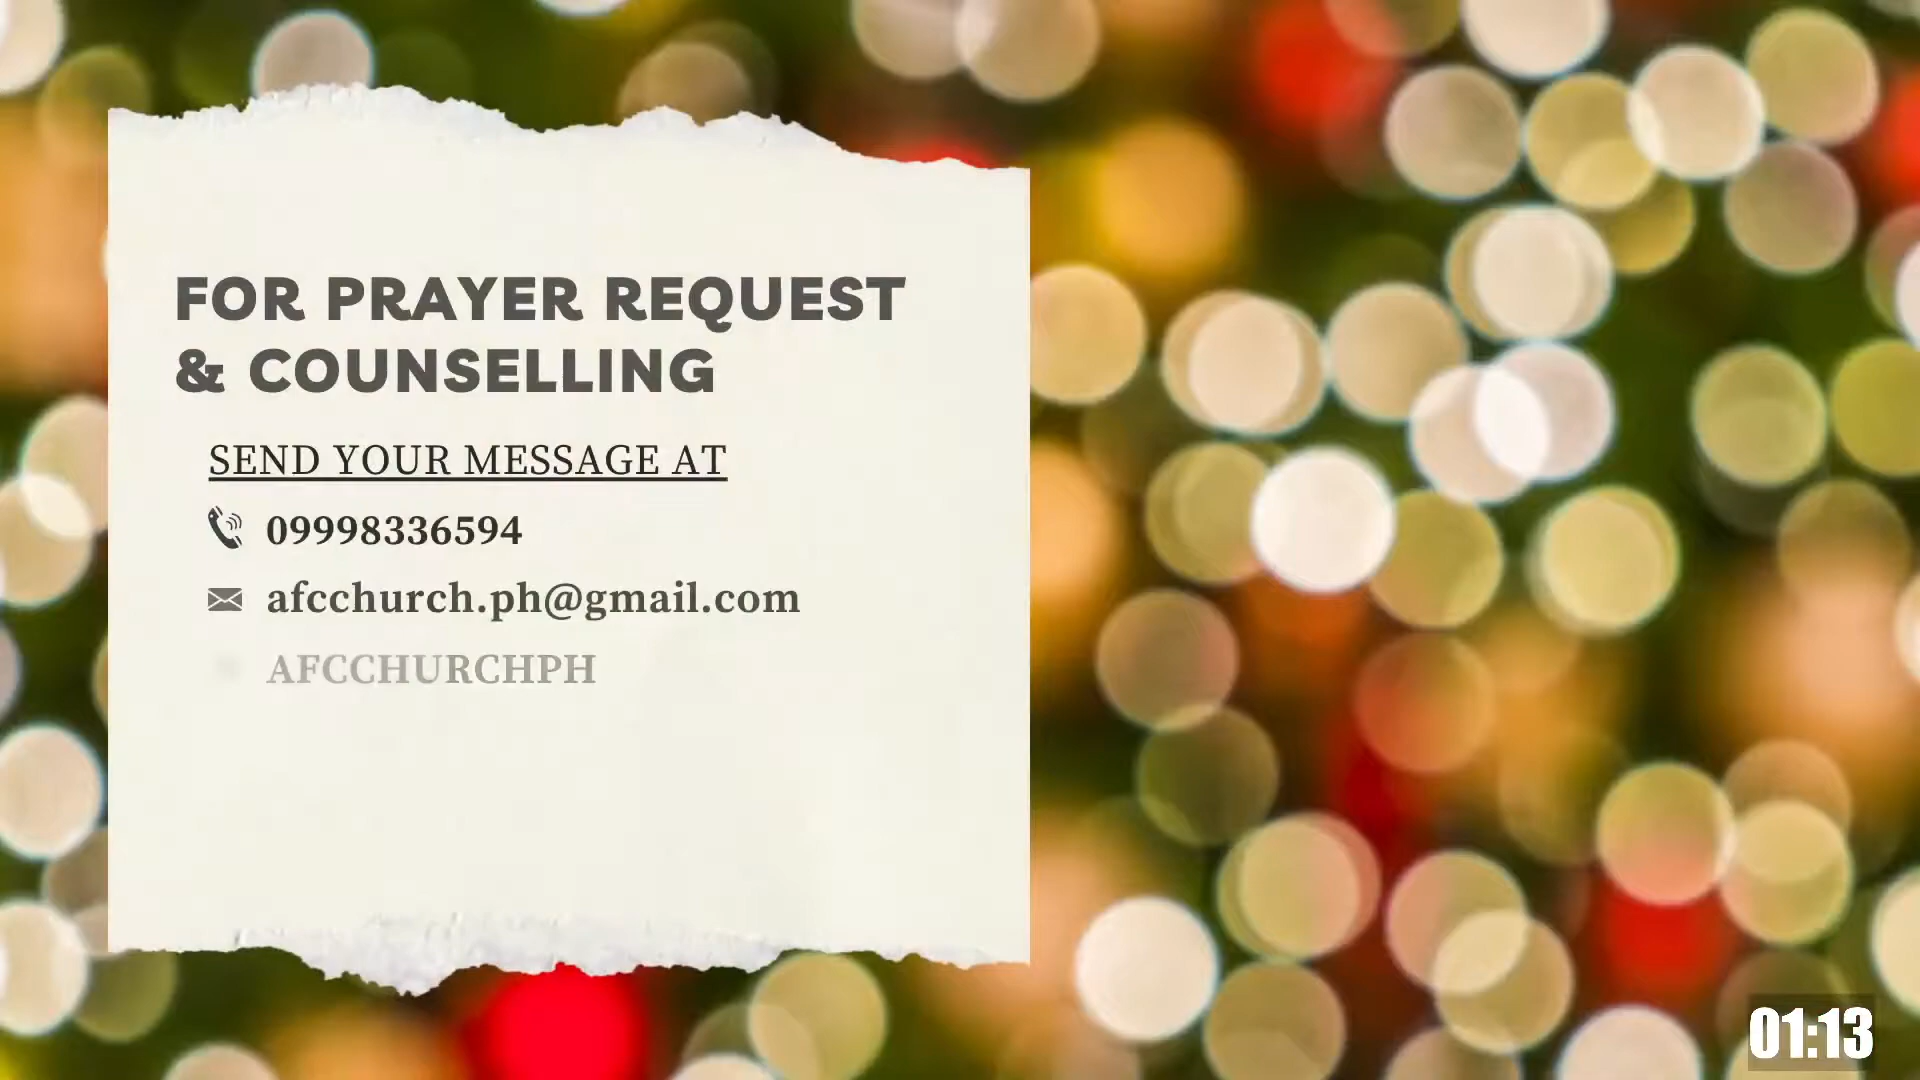 FOR PRAYER REQUEST
& COUNSELLING
SEND YOUR MESSAGE AT
09998336594
afcchurch.ph@gmail.com
AFCCHURCHPH
01:13